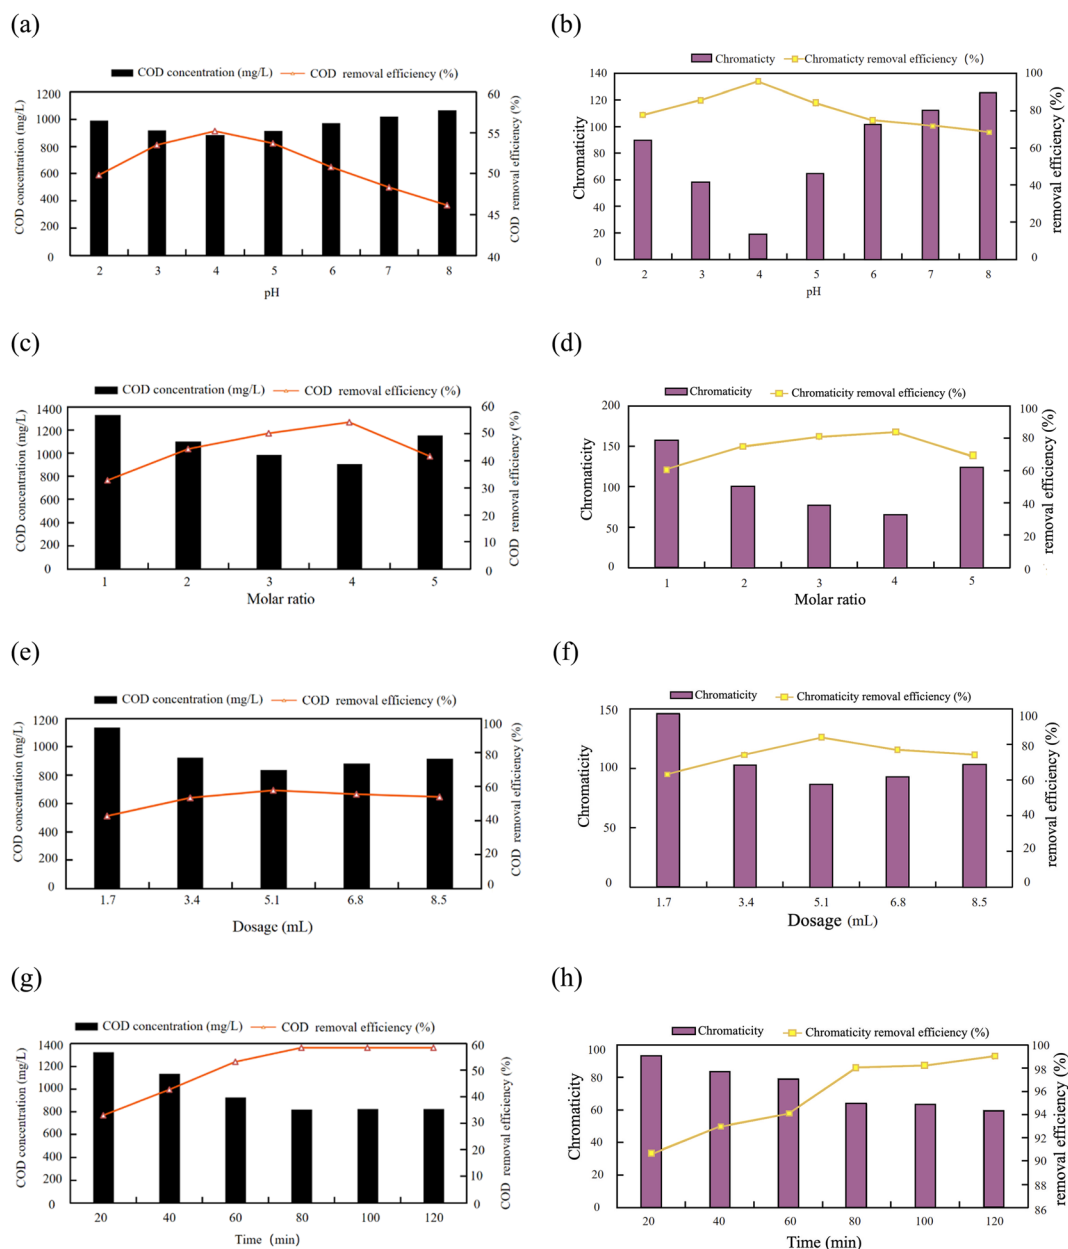 (a)
COD concentration (mg/L) COD removal efficiency (%)
COD concentration (mg/L)
1200
1000
800
600
400
200
0
60
55
50
45
40
COD removal efficiency (%)
2 3 4 5 6 7 8
pH
(b)
Chromaticity Chromaticty removal efficiency (%)
Chromaticity
140
120
100
80
60
40
20
0
100
80
60
40
20
0
removal efficiency (%)
2 3 4 5 6 7 8
pH
(c)
COD concentration (mg/L) COD removal efficiency (%)
COD concentration (mg/L)
1400
1200
1000
800
600
400
200
0
60
50
40
30
20
10
0
COD removal efficiency (%)
1 2 3 4 5
Molar ratio
(d)
Chromaticity Chromaticity removal efficiency (%)
Chromaticity
200
150
100
50
0
100
80
60
40
20
0
removal efficiency (%)
1 2 3 4 5
Molar ratio
(e)
COD concentration (mg/L) COD removal efficiency (%)
COD concentration (mg/L)
1200
1000
800
600
400
200
0
100
80
60
40
20
0
COD removal efficiency (%)
1.7 3.4 5.1 6.8 8.5
Dosage (mL)
(f)
Chromaticity Chromaticity removal efficiency (%)
Chromaticity
150
100
50
0
100
80
60
40
20
0
removal efficiency (%)
1.7 3.4 5.1 6.8 8.5
Dosage (mL)
(g)
COD concentration (mg/L) COD removal efficiency (%)
COD concentration (mg/L)
1400
1200
1000
800
600
400
200
0
60
50
40
30
20
10
0
COD removal efficiency (%)
20 40 60 80 100 120
Time (min)
(h)
Chromaticity Chromaticity removal efficiency (%)
Chromaticity
100
80
60
40
20
0
100
98
96
94
92
90
88
86
removal efficiency (%)
20 40 60 80 100 120
Time (min)